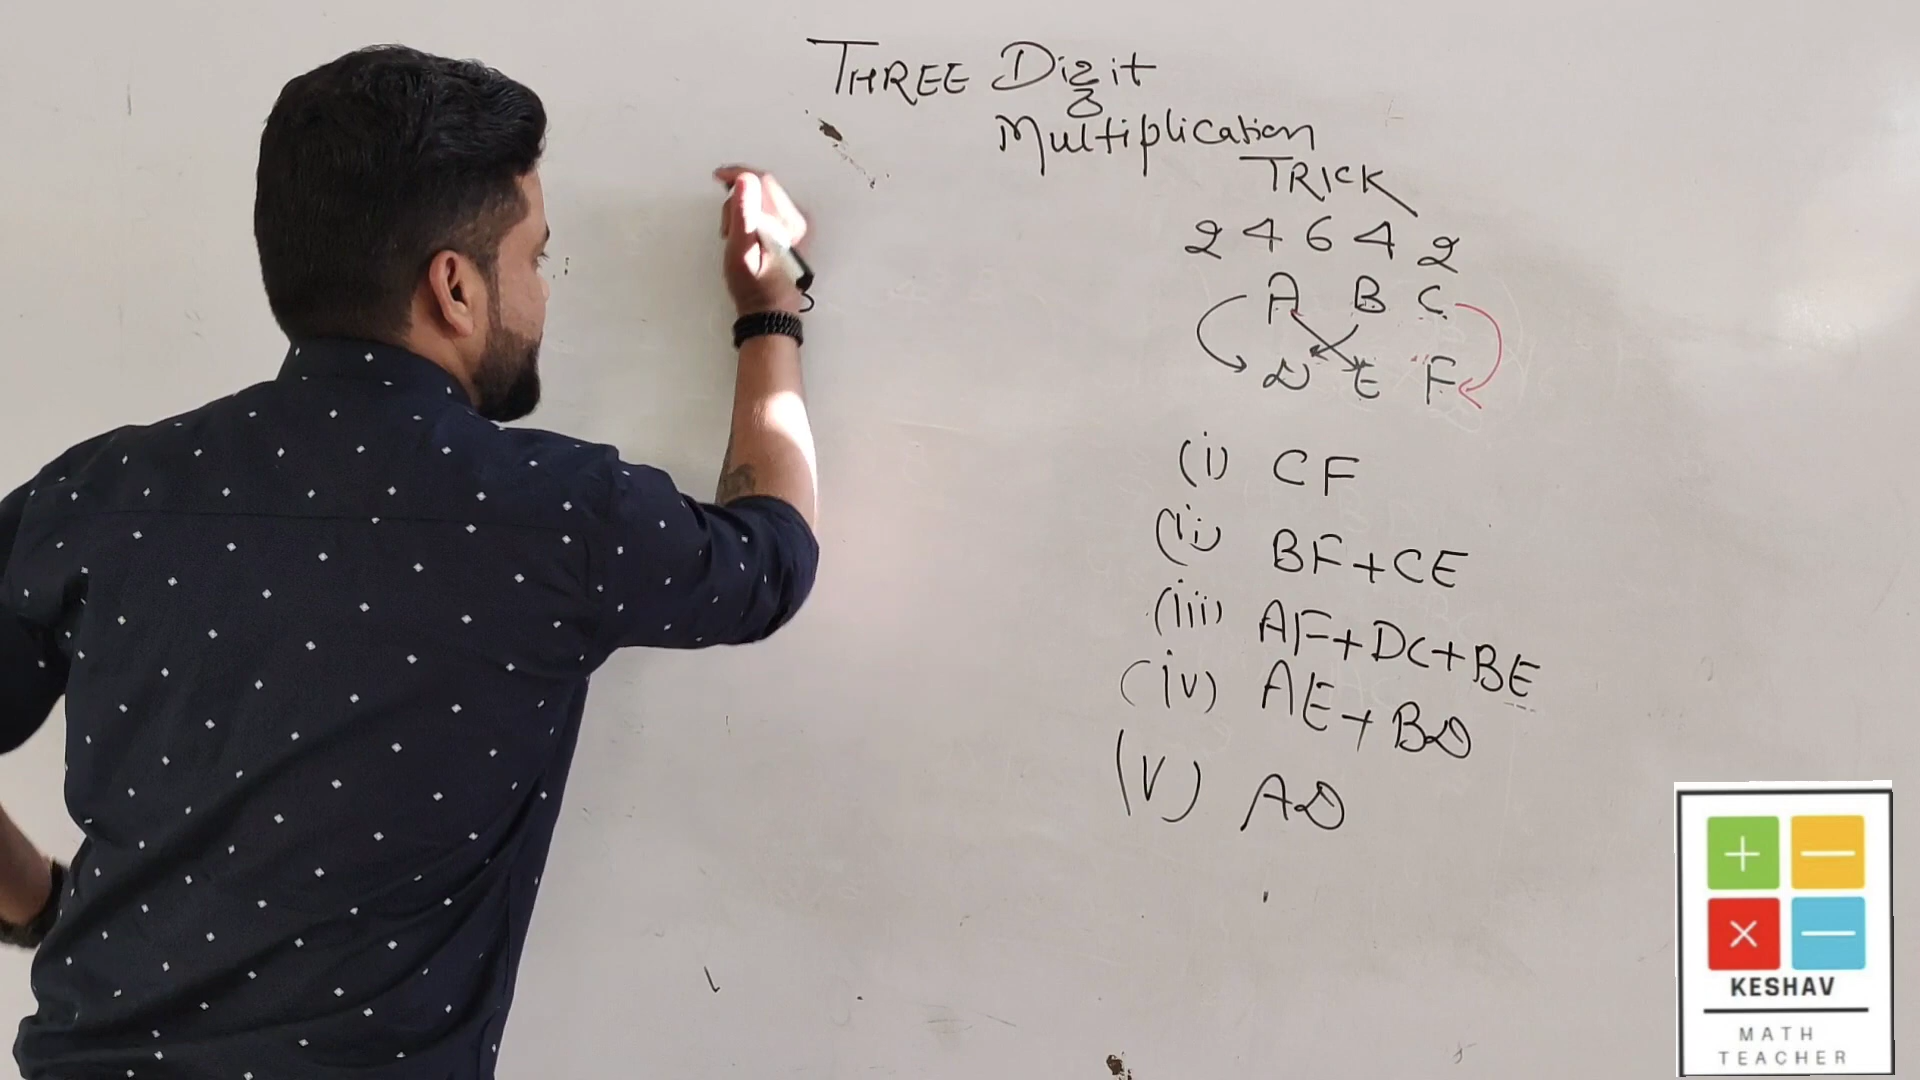 THREE Digit
Multiplication
TRICK
2 4 6 4 2
A B C
D E F
(i) CF
(ii) BF+CE
(iii) AF+DC+BE
(iv) AE+BD
(v) AD
KESHAV
MATH
TEACHER